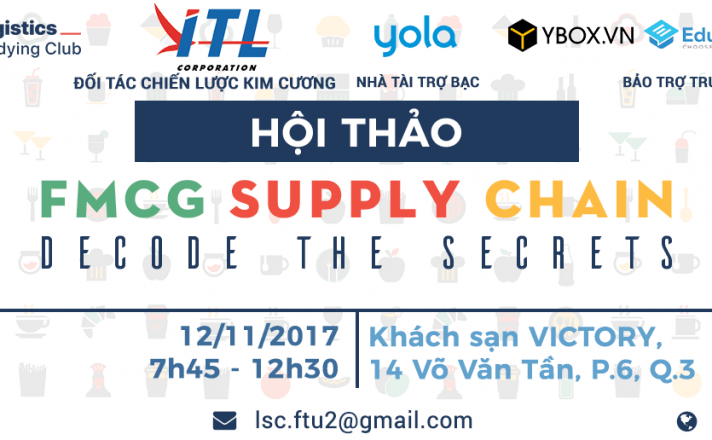 gistics
dying Club
ITL
CORPORATION
yola
YBOX.VN
Edu
ĐỐI TÁC CHIẾN LƯỢC KIM CƯƠNG
NHÀ TÀI TRỢ BẠC
BẢO TRỢ TRU
HỘI THẢO
FMCG SUPPLY CHAIN
DECODE THE SECRETS
12/11/2017
7h45 - 12h30
Khách sạn VICTORY,
14 Võ Văn Tần, P.6, Q.3
lsc.ftu2@gmail.com